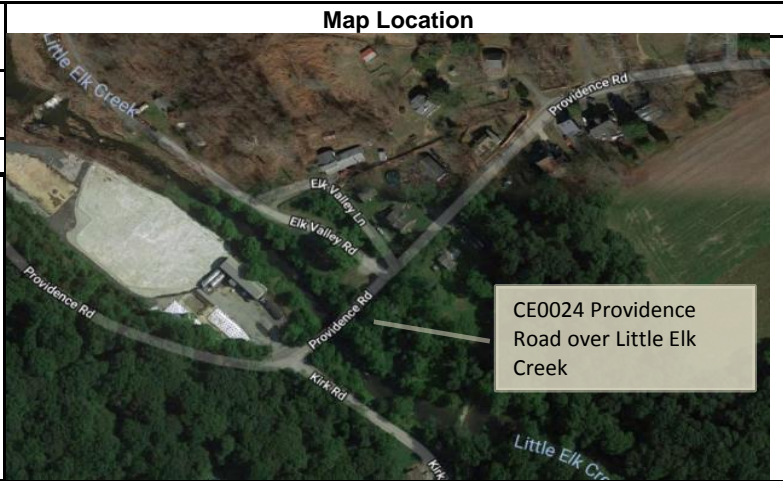 Map Location
Little Elk Creek
Providence Rd
Elk Valley Ln
Elk Valley Rd
Providence Rd
Providence Rd
CE0024 Providence
Road over Little Elk
Creek
Kirk Rd
Little Elk Cre
Kirk